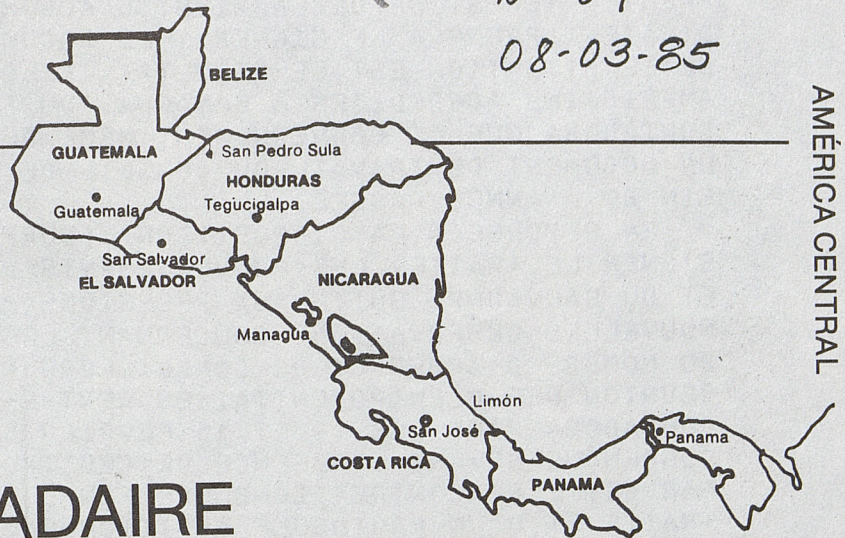 08-03-85
BELIZE
AMÉRICA CENTRAL
GUATEMALA
San Pedro Sula
HONDURAS
Guatemala
Tegucigalpa
San Salvador
EL SALVADOR
NICARAGUA
Managua
Limón
San José
Panama
COSTA RICA
PANAMA
ADAIRE